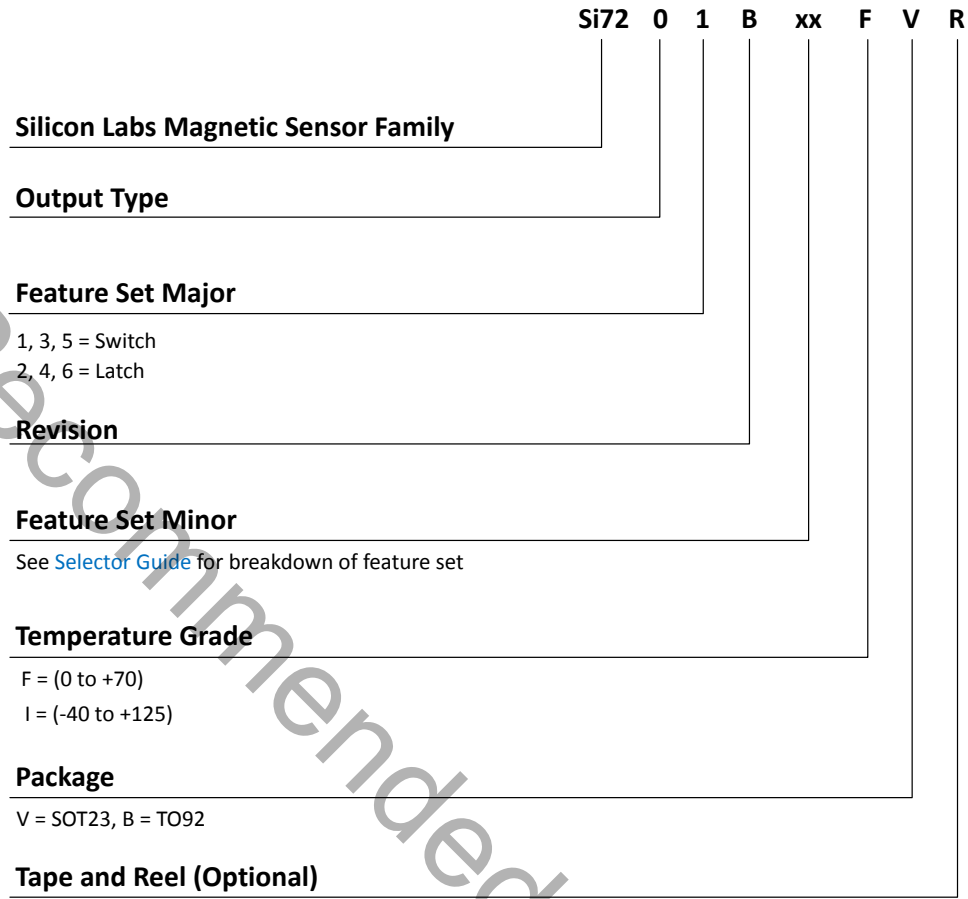 Si72 0 1 B xx F V R
Silicon Labs Magnetic Sensor Family
Output Type
Feature Set Major
1, 3, 5 = Switch
2, 4, 6 = Latch
Revision
Feature Set Minor
See Selector Guide for breakdown of feature set
Temperature Grade
F = (0 to +70)
I = (-40 to +125)
Package
V = SOT23, B = TO92
Tape and Reel (Optional)
ecommended